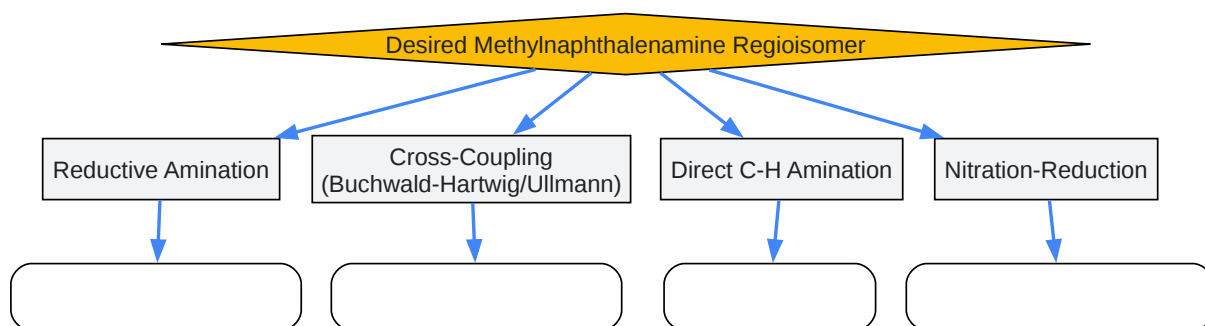 Desired Methylnaphthalenamine Regioisomer
Reductive Amination
Cross-Coupling
(Buchwald-Hartwig/Ullmann)
Direct C-H Amination
Nitration-Reduction